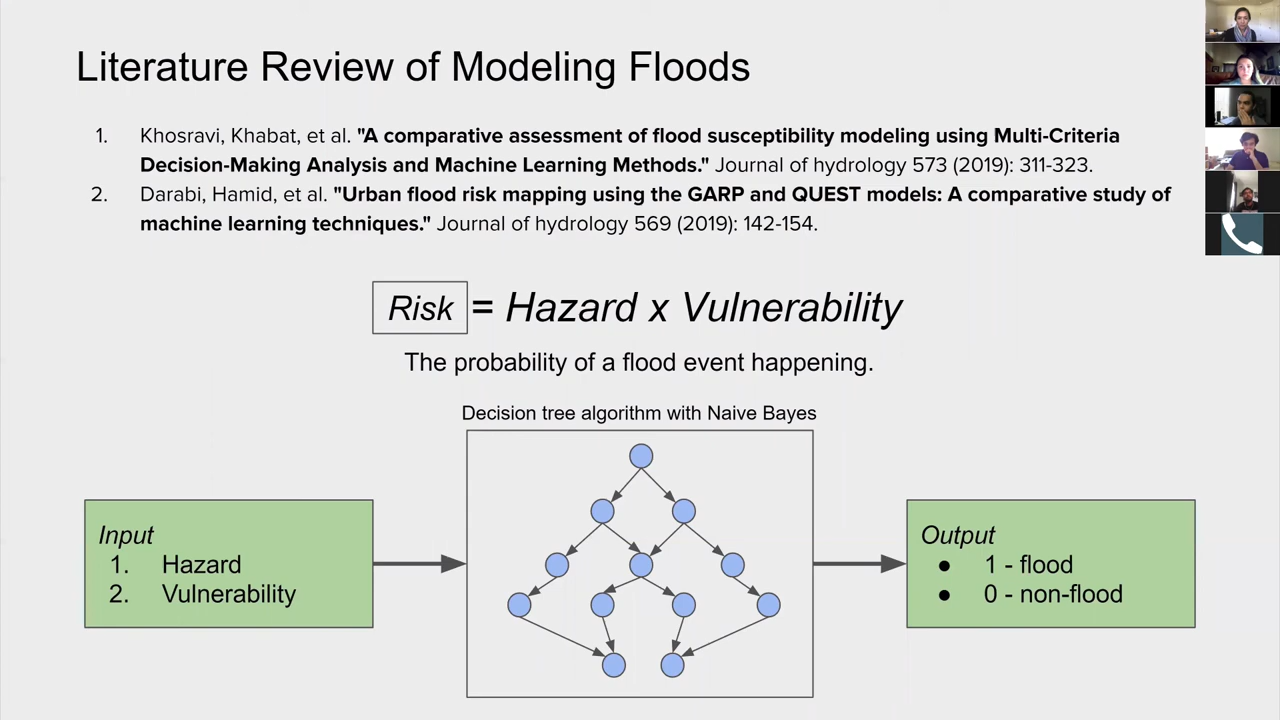 Literature Review of Modeling Floods
1. Khosravi, Khabat, et al. "A comparative assessment of flood susceptibility modeling using Multi-Criteria
Decision-Making Analysis and Machine Learning Methods." Journal of hydrology 573 (2019): 311-323.
2. Darabi, Hamid, et al. "Urban flood risk mapping using the GARP and QUEST models: A comparative study of
machine learning techniques." Journal of hydrology 569 (2019): 142-154.
Risk = Hazard x Vulnerability
The probability of a flood event happening.
Decision tree algorithm with Naive Bayes
Input
1. Hazard
2. Vulnerability
Output
● 1 - flood
● 0 - non-flood